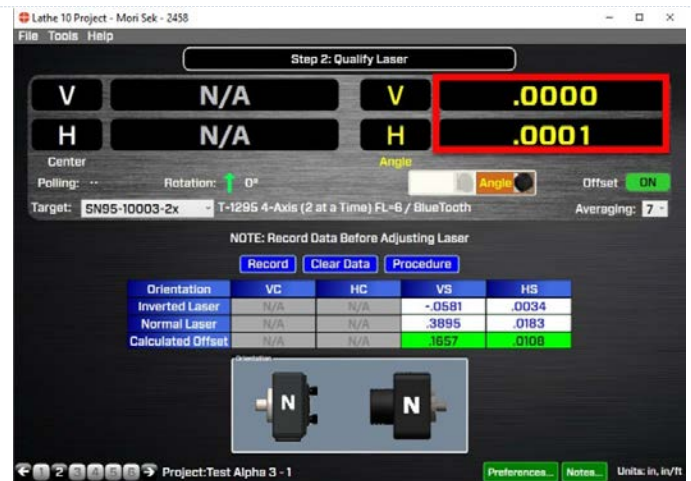 Lathe 10 Project - Mori Sek - 2458
File Tools Help
Step 2: Qualify Laser
V N/A V .0000
H N/A H .0001
Center Angle
Polling: -- Rotation: 0° Angle Offset ON
Target: SN95-10003-2x T-1295 4-Axis (2 at a Time) FL=6 / BlueTooth Averaging: 7
NOTE: Record Data Before Adjusting Laser
Record Clear Data Procedure
Orientation VC HC VS HS
Inverted Laser N/A N/A -.0581 .0034
Normal Laser N/A N/A .3895 .0183
Calculated Offset N/A N/A .1657 .0108
Orientation
N N
1 2 3 4 5 6 Project:Test Alpha 3 - 1 Preferences... Notes... Units: in, in/ft